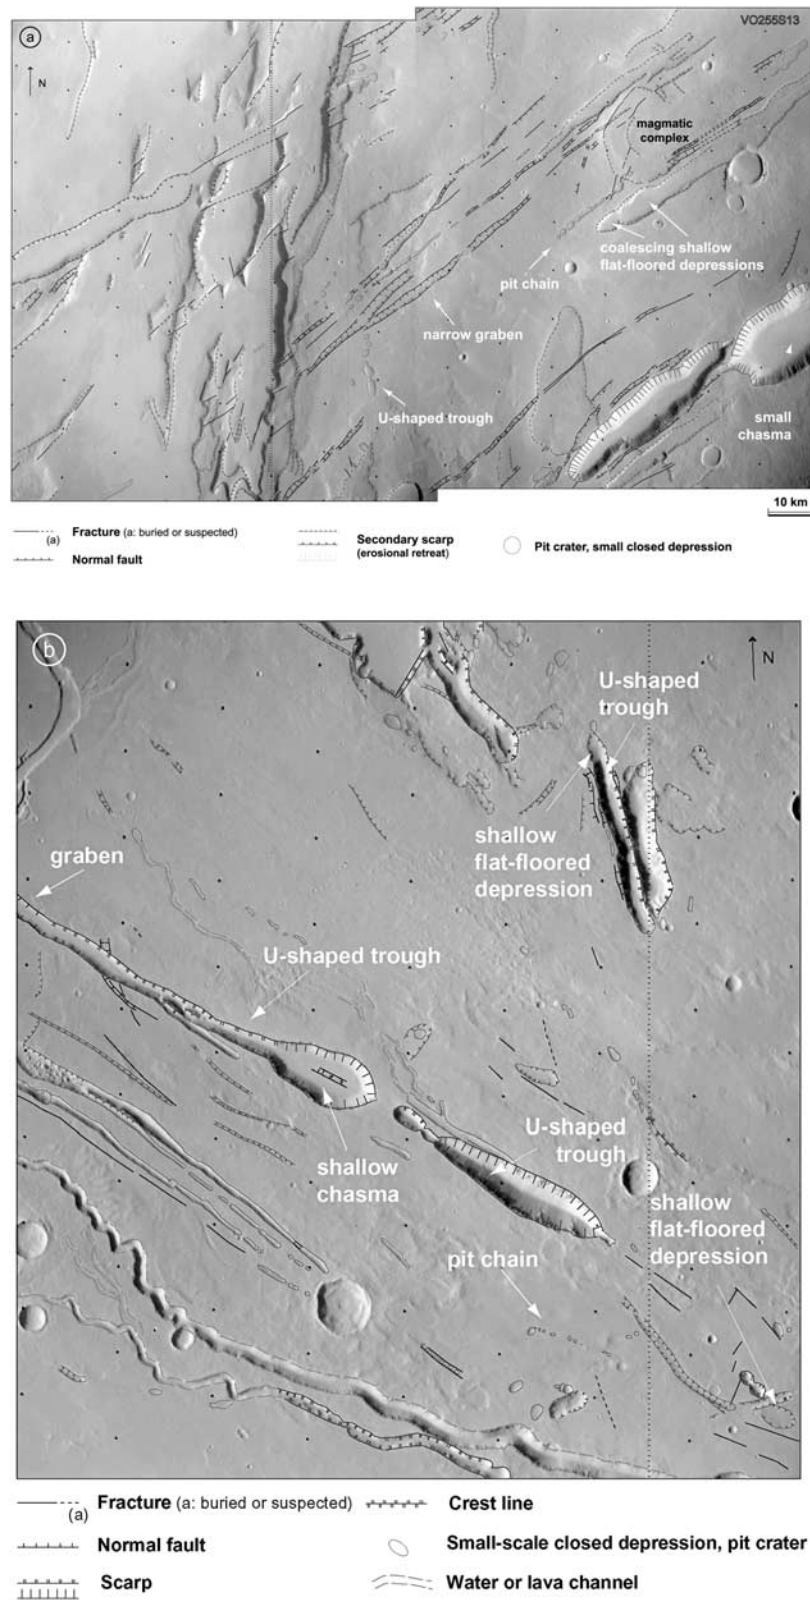 VO255S13
a
N
magmatic
complex
coalescing shallow
flat-floored depressions
pit chain
narrow graben
U-shaped trough
small
chasma
10 km
(a) Fracture (a: buried or suspected)
Normal fault
Secondary scarp
(erosional retreat)
Pit crater, small closed depression
b
N
U-shaped
trough
shallow
flat-floored
depression
graben
U-shaped trough
shallow
chasma
U-shaped
trough
shallow
flat-floored
depression
pit chain
(a) Fracture (a: buried or suspected)
Crest line
Normal fault
Small-scale closed depression, pit crater
Scarp
Water or lava channel